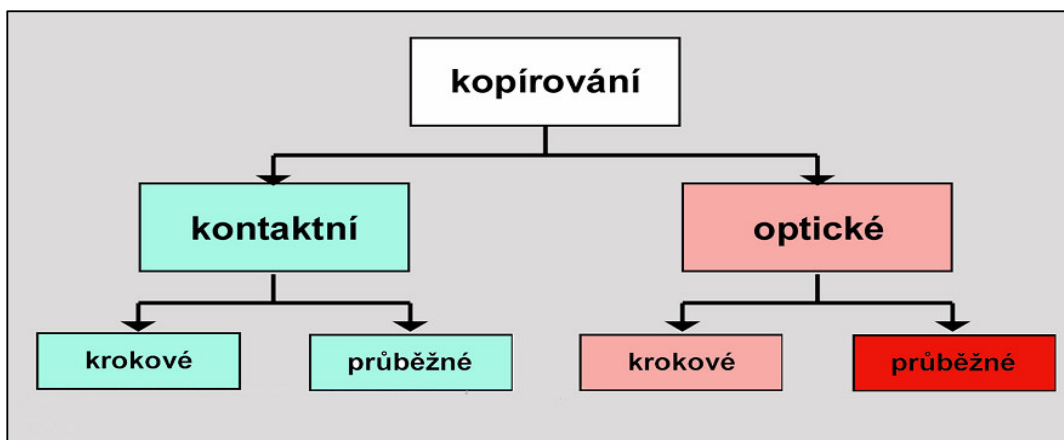 kopírování
kontaktní
optické
krokové
průběžné
krokové
průběžné